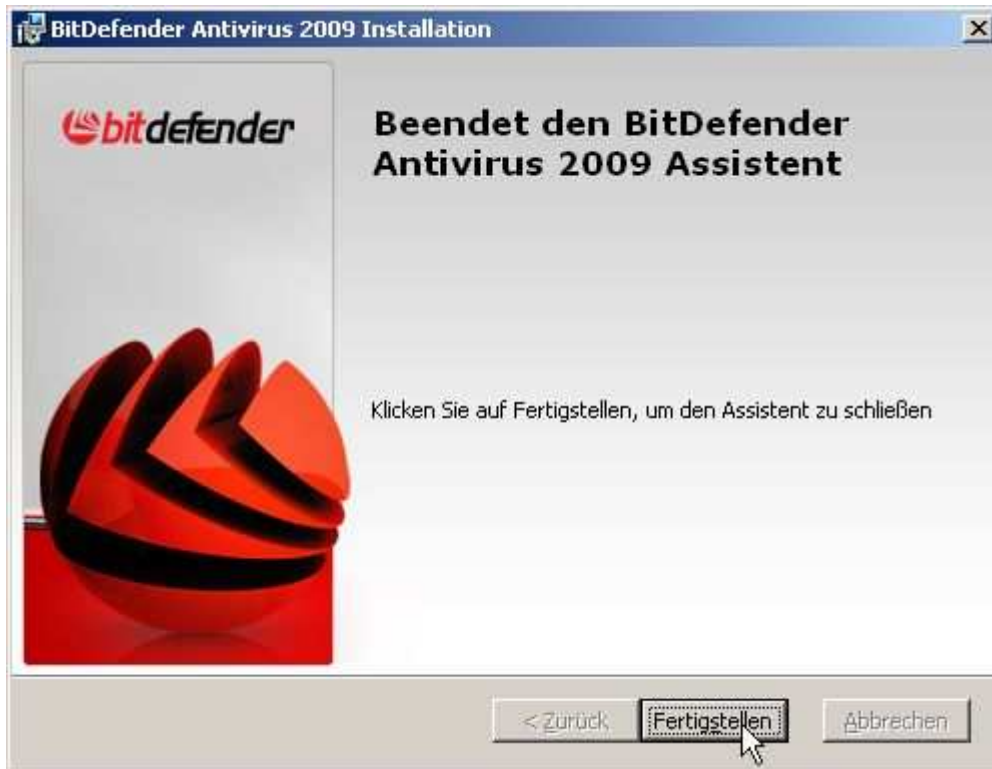 BitDefender Antivirus 2009 Installation
bitdefender
Beendet den BitDefender
Antivirus 2009 Assistent
Klicken Sie auf Fertigstellen, um den Assistent zu schließen
< Zurück
Fertigstellen
Abbrechen